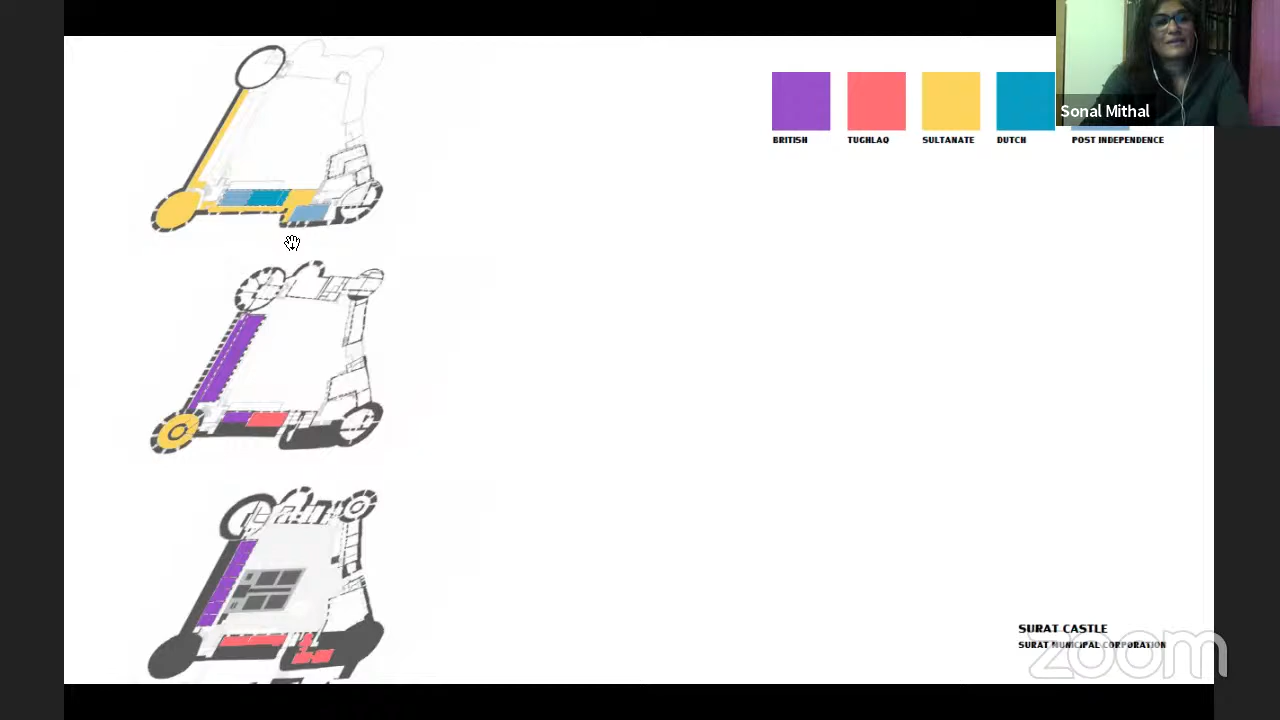 Sonal Mithal
BRITISH
TUGHLAQ
SULTANATE
DUTCH
POST INDEPENDENCE
SURAT CASTLE
SURAT MUNICIPAL CORPORATION
zoom